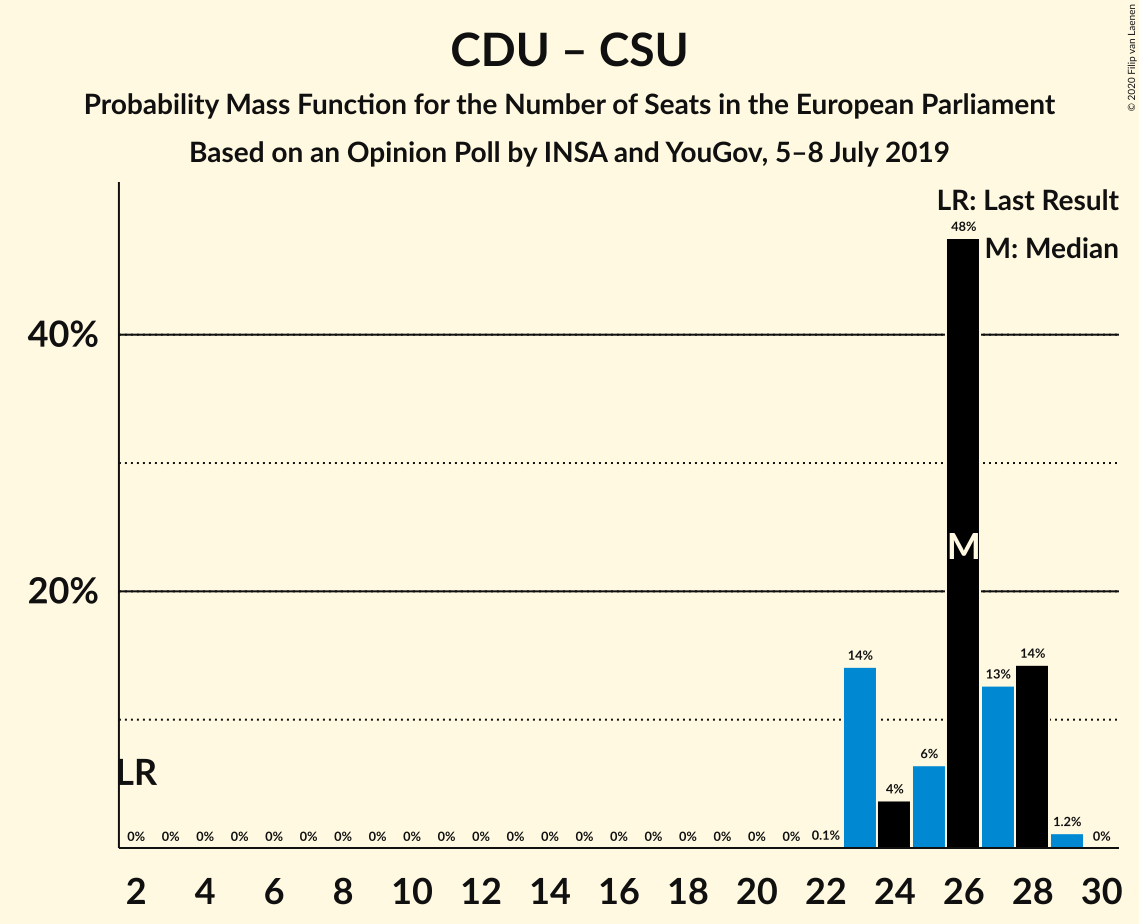 CDU – CSU
Probability Mass Function for the Number of Seats in the European Parliament
Based on an Opinion Poll by INSA and YouGov, 5–8 July 2019
© 2020 Filip van Laenen
LR: Last Result
M: Median
48%
40%
M
20%
14% 14%
13%
6%
4%
LR
1.2%
0% 0% 0% 0% 0% 0% 0% 0% 0% 0% 0% 0% 0% 0% 0% 0% 0% 0% 0% 0% 0.1% 0%
2 4 6 8 10 12 14 16 18 20 22 24 26 28 30